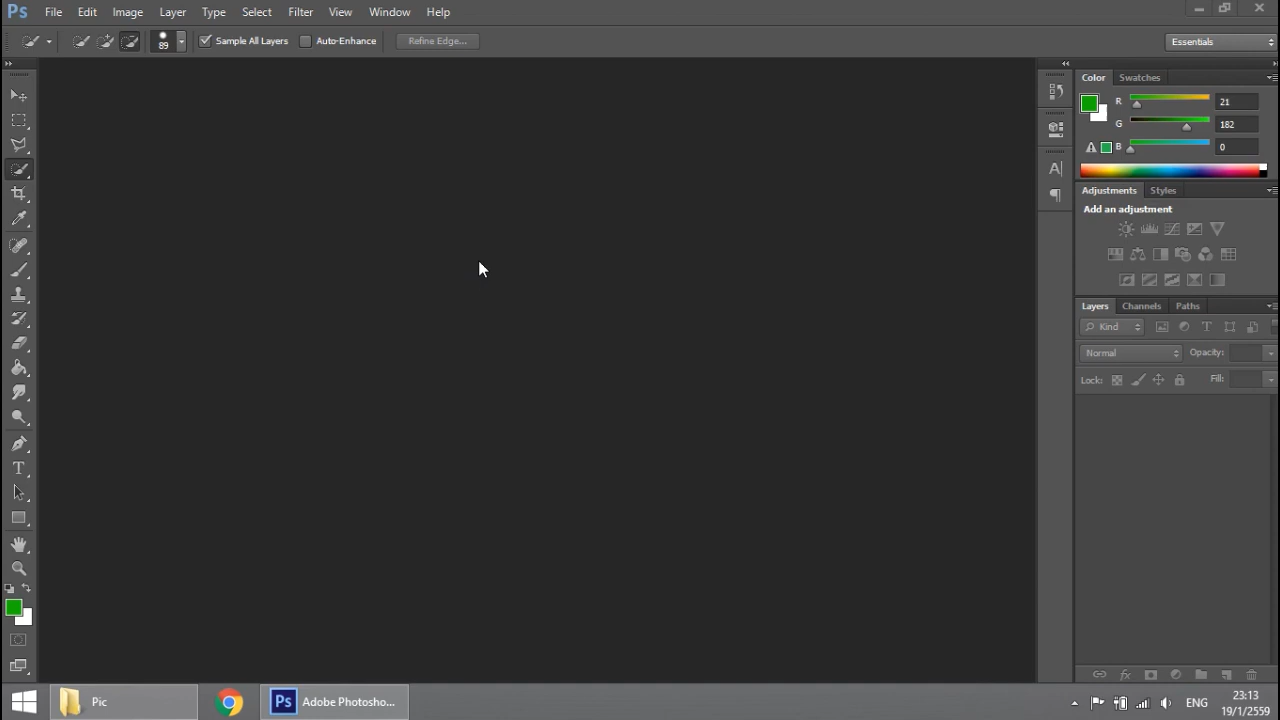 Ps File Edit Image Layer Type Select Filter View Window Help
89 Sample All Layers Auto-Enhance Refine Edge... Essentials
Color Swatches
R 21
G 182
B 0
Adjustments Styles
Add an adjustment
Layers Channels Paths
Kind
Normal Opacity:
Lock: Fill:
Pic Ps Adobe Photosho... ENG 23:13
19/1/2559